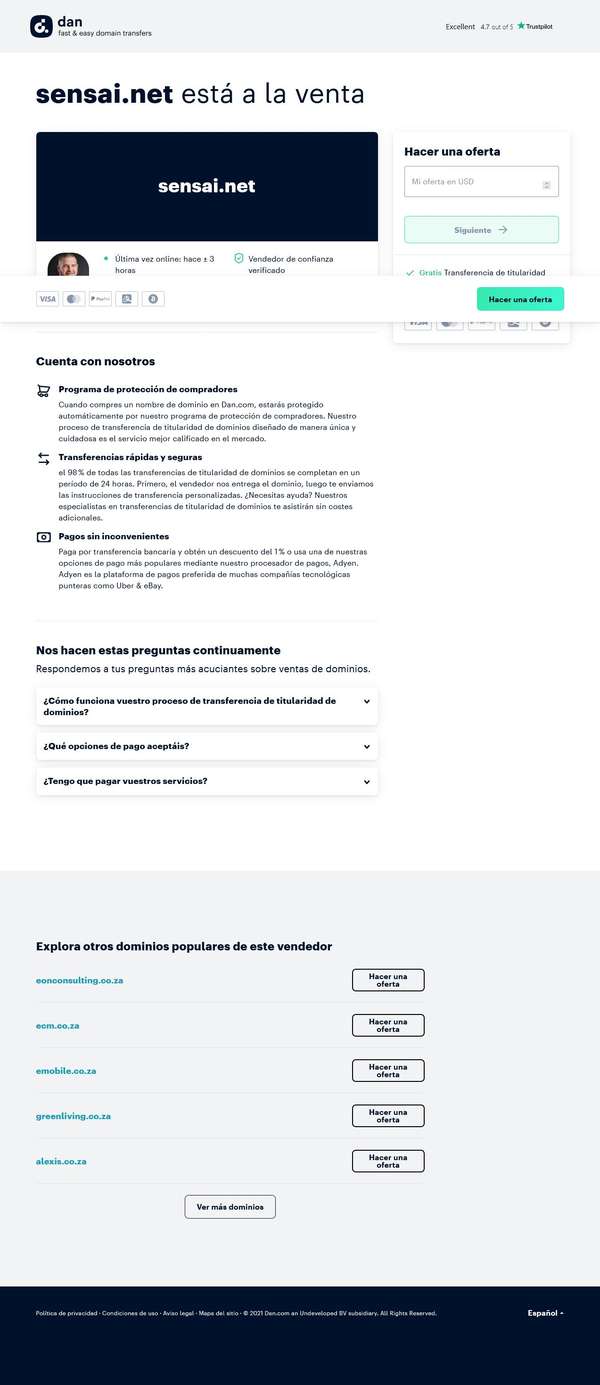 dan
fast & easy domain transfers
Excellent 4.7 out of 5 Trustpilot
sensai.net está a la venta
sensai.net
Última vez online: hace ± 3
horas
Vendedor de confianza
verificado
Hacer una oferta
Mi oferta en USD
Siguiente
Gratis Transferencia de titularidad
VISA PayPal
Hacer una oferta
Cuenta con nosotros
Programa de protección de compradores
Cuando compres un nombre de dominio en Dan.com, estarás protegido
automáticamente por nuestro programa de protección de compradores. Nuestro
proceso de transferencia de titularidad de dominios diseñado de manera única y
cuidadosa es el servicio mejor calificado en el mercado.
Transferencias rápidas y seguras
el 98 % de todas las transferencias de titularidad de dominios se completan en un
periodo de 24 horas. Primero, el vendedor nos entrega el dominio, luego te enviamos
las instrucciones de transferencia personalizadas. ¿Necesitas ayuda? Nuestros
especialistas en transferencias de titularidad de dominios te asistirán sin costes
adicionales.
Pagos sin inconvenientes
Paga por transferencia bancaria y obtén un descuento del 1 % o usa una de nuestras
opciones de pago más populares mediante nuestro procesador de pagos, Adyen.
Adyen es la plataforma de pagos preferida de muchas compañías tecnológicas
punteras como Uber & eBay.
Nos hacen estas preguntas continuamente
Respondemos a tus preguntas más acuciantes sobre ventas de dominios.
¿Cómo funciona vuestro proceso de transferencia de titularidad de
dominios?
¿Qué opciones de pago aceptáis?
¿Tengo que pagar vuestros servicios?
Explora otros dominios populares de este vendedor
eonconsulting.co.za
Hacer una
oferta
ecm.co.za
Hacer una
oferta
emobile.co.za
Hacer una
oferta
greenliving.co.za
Hacer una
oferta
alexis.co.za
Hacer una
oferta
Ver más dominios
Política de privacidad · Condiciones de uso · Aviso legal · Mapa del sitio · © 2021 Dan.com an Undeveloped BV subsidiary. All Rights Reserved.
Español